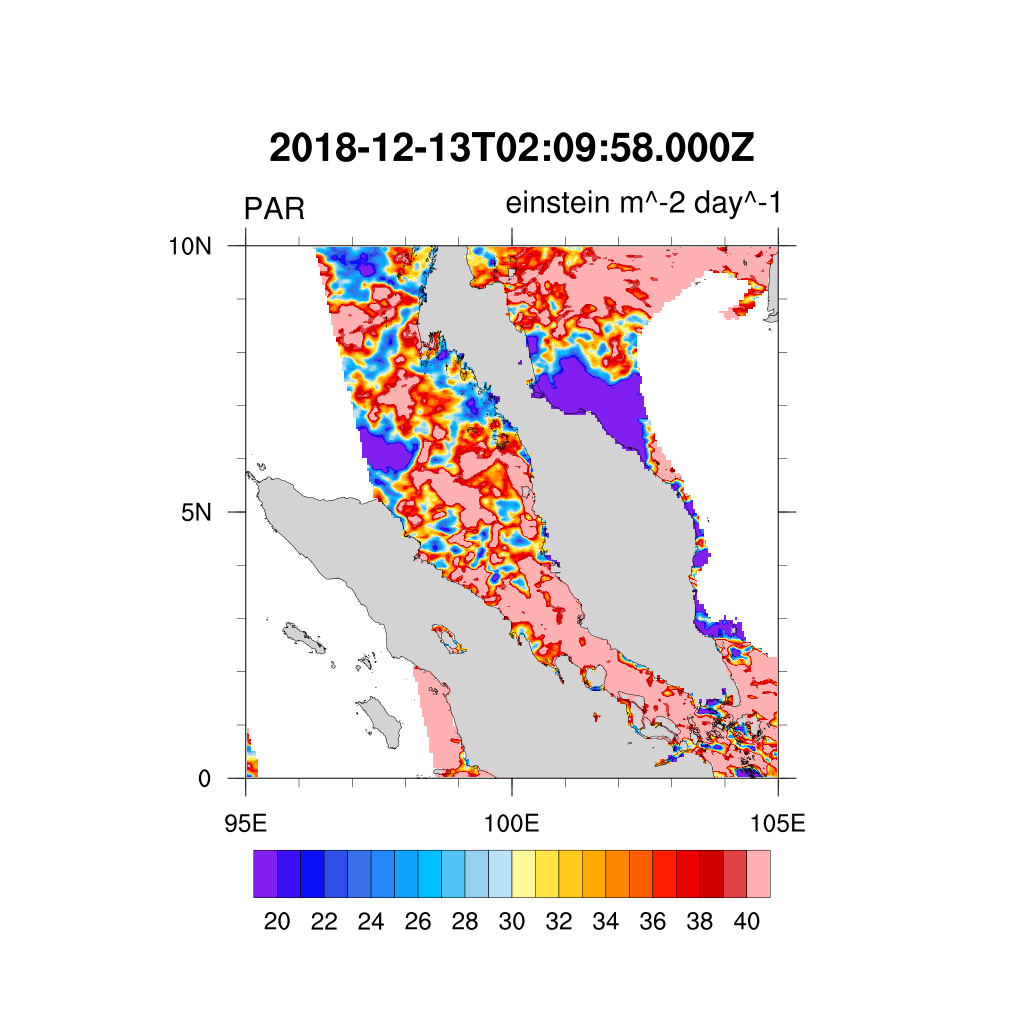 2018-12-13T02:09:58.000Z
PAR einstein m^-2 day^-1
10N
5N
0
95E 100E 105E
20 22 24 26 28 30 32 34 36 38 40